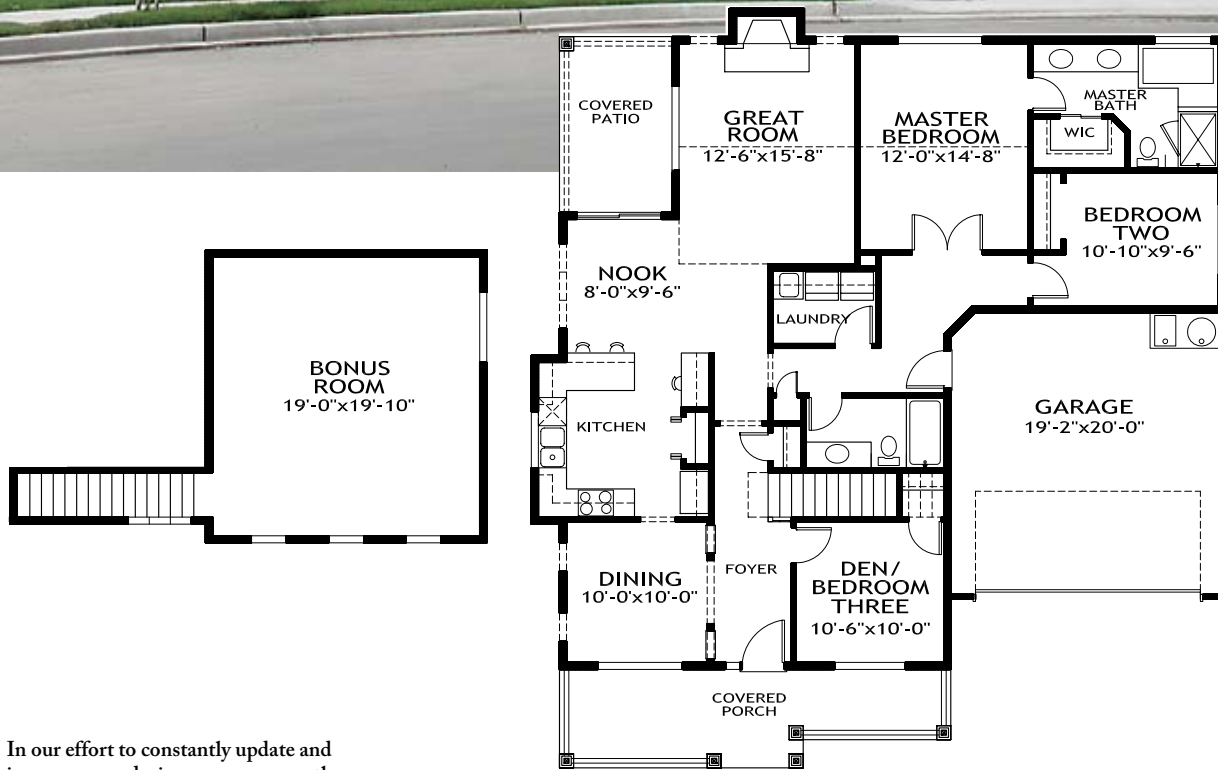 COVERED
PATIO
GREAT
ROOM
12'-6"x15'-8"
MASTER
BEDROOM
12'-0"x14'-8"
MASTER
BATH
WIC
BEDROOM
TWO
10'-10"x9'-6"
NOOK
8'-0"x9'-6"
LAUNDRY
BONUS
ROOM
19'-0"x19'-10"
KITCHEN
GARAGE
19'-2"x20'-0"
DINING
10'-0"x10'-0"
FOYER
DEN/
BEDROOM
THREE
10'-6"x10'-0"
COVERED
PORCH
In our effort to constantly update and